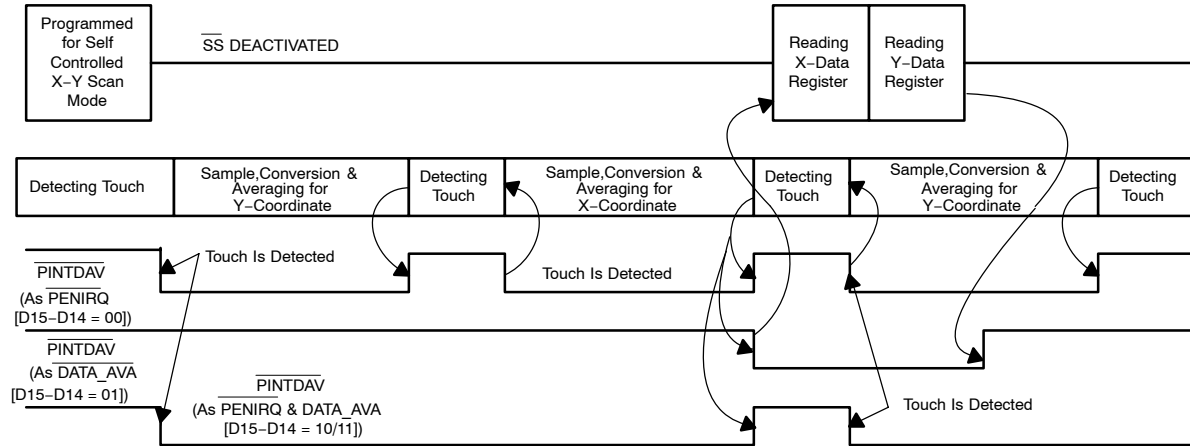 Programmed
for Self
Controlled
X−Y Scan
Mode
SS DEACTIVATED
Reading
X−Data
Register
Reading
Y−Data
Register
Detecting Touch
Sample,Conversion &
Averaging for
Y−Coordinate
Detecting
Touch
Sample,Conversion &
Averaging for
X−Coordinate
Detecting
Touch
Sample,Conversion &
Averaging for
Y−Coordinate
Detecting
Touch
Touch Is Detected
Touch Is Detected
PINTDAV
(As PENIRQ
[D15−D14 = 00])
PINTDAV
(As DATA_AVA
[D15−D14 = 01])
PINTDAV
(As PENIRQ & DATA_AVA
[D15−D14 = 10/11])
Touch Is Detected